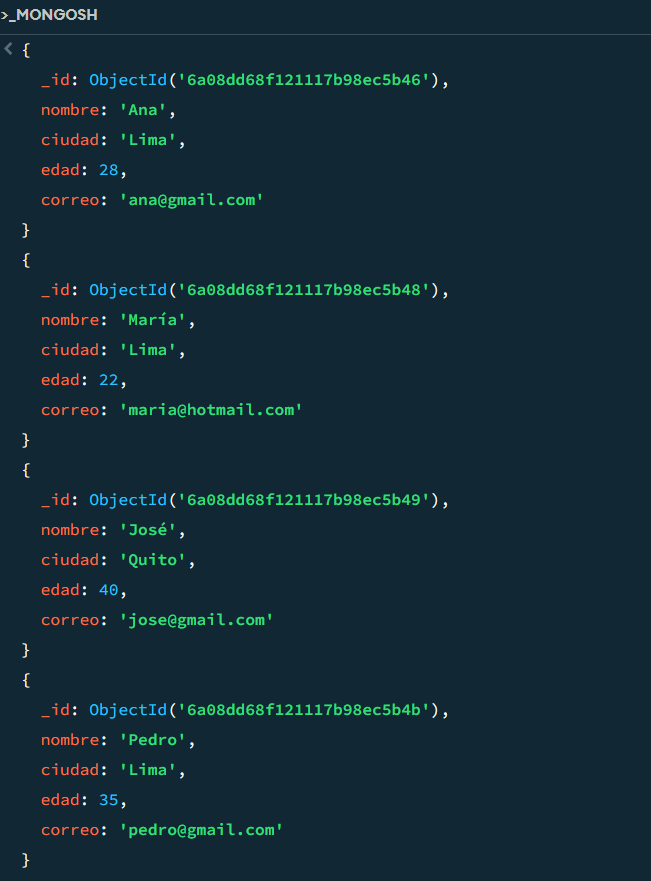 >_MONGOSH
{
_id: ObjectId('6a08dd68f121117b98ec5b46'),
nombre: 'Ana',
ciudad: 'Lima',
edad: 28,
correo: 'ana@gmail.com'
}
{
_id: ObjectId('6a08dd68f121117b98ec5b48'),
nombre: 'María',
ciudad: 'Lima',
edad: 22,
correo: 'maria@hotmail.com'
}
{
_id: ObjectId('6a08dd68f121117b98ec5b49'),
nombre: 'José',
ciudad: 'Quito',
edad: 40,
correo: 'jose@gmail.com'
}
{
_id: ObjectId('6a08dd68f121117b98ec5b4b'),
nombre: 'Pedro',
ciudad: 'Lima',
edad: 35,
correo: 'pedro@gmail.com'
}